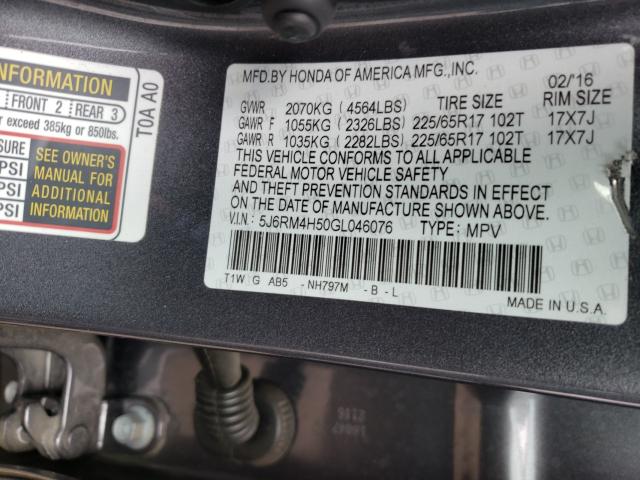 INFORMATION
FRONT 2 REAR 3
exceed 385kg or 850lbs.
SURE
PSI
PSI
PSI
SEE OWNER'S
MANUAL FOR
ADDITIONAL
INFORMATION
T0A A0
MFD.BY HONDA OF AMERICA MFG.,INC. 02/'16
GVWR 2070KG (4564LBS) TIRE SIZE RIM SIZE
GAWR F 1055KG (2326LBS) 225/65R17 102T 17X7J
GAWR R 1035KG (2282LBS) 225/65R17 102T 17X7J
THIS VEHICLE CONFORMS TO ALL APPLICABLE
FEDERAL MOTOR VEHICLE SAFETY
AND THEFT PREVENTION STANDARDS IN EFFECT
ON THE DATE OF MANUFACTURE SHOWN ABOVE.
V.I.N.: 5J6RM4H50GL046076 TYPE: MPV
T1W G AB5 -NH797M -B -L
MADE IN U.S.A.